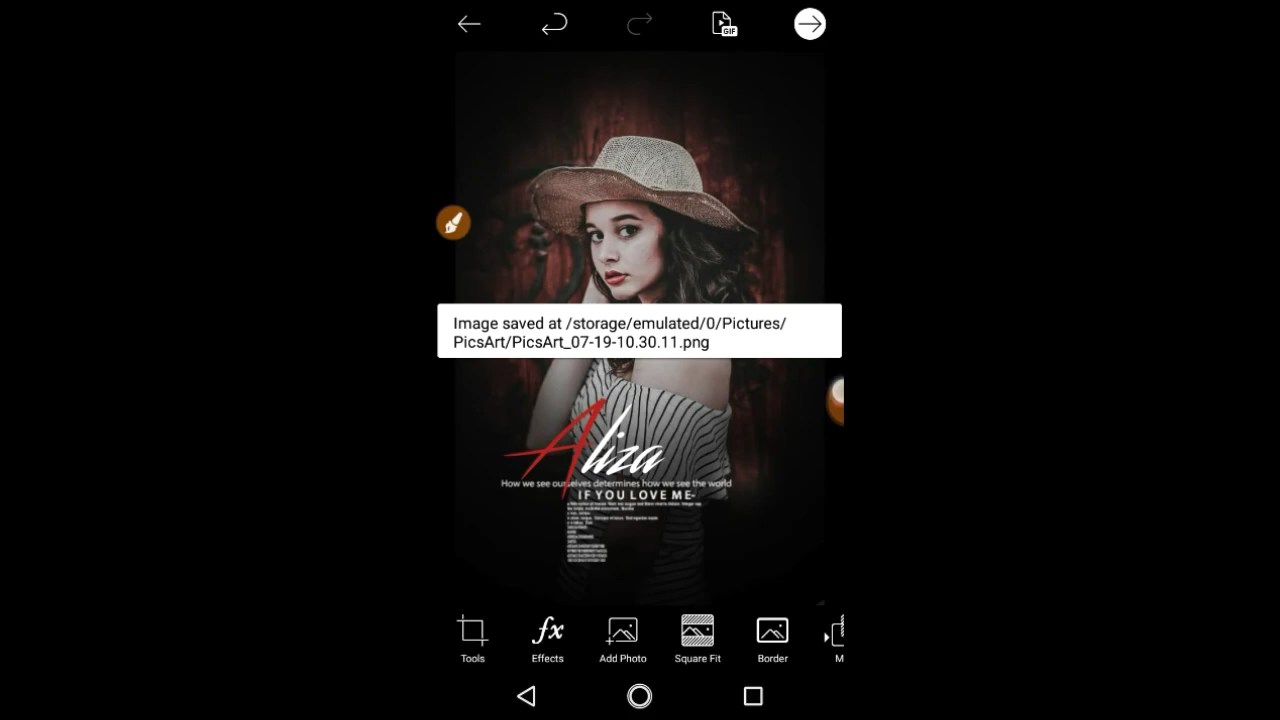 GIF
Image saved at /storage/emulated/0/Pictures/
PicsArt/PicsArt_07-19-10.30.11.png
Aliza
How we see ourselves determines how we see the world
IF YOU LOVE ME-
Tools
Effects
Add Photo
Square Fit
Border
M